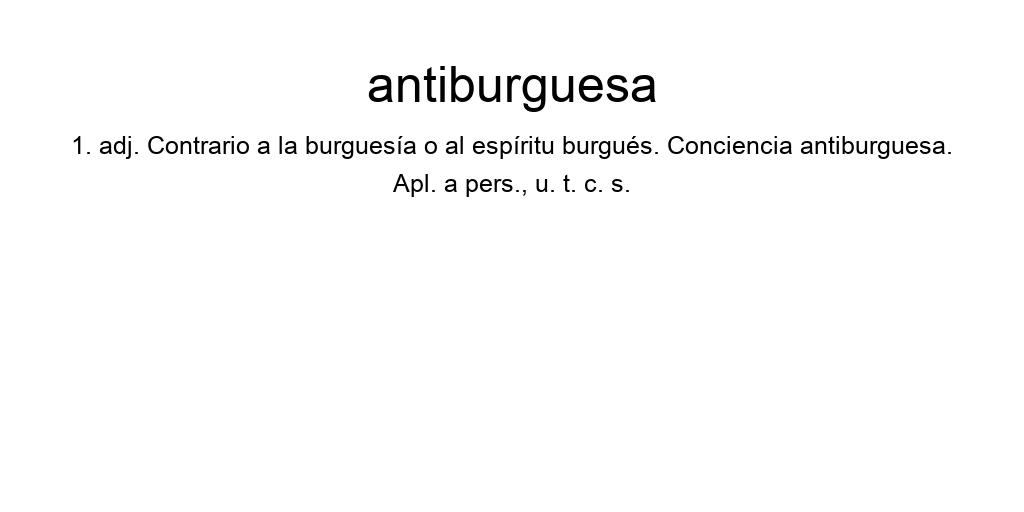 antiburguesa
1. adj. Contrario a la burguesía o al espíritu burgués. Conciencia antiburguesa.
Apl. a pers., u. t. c. s.